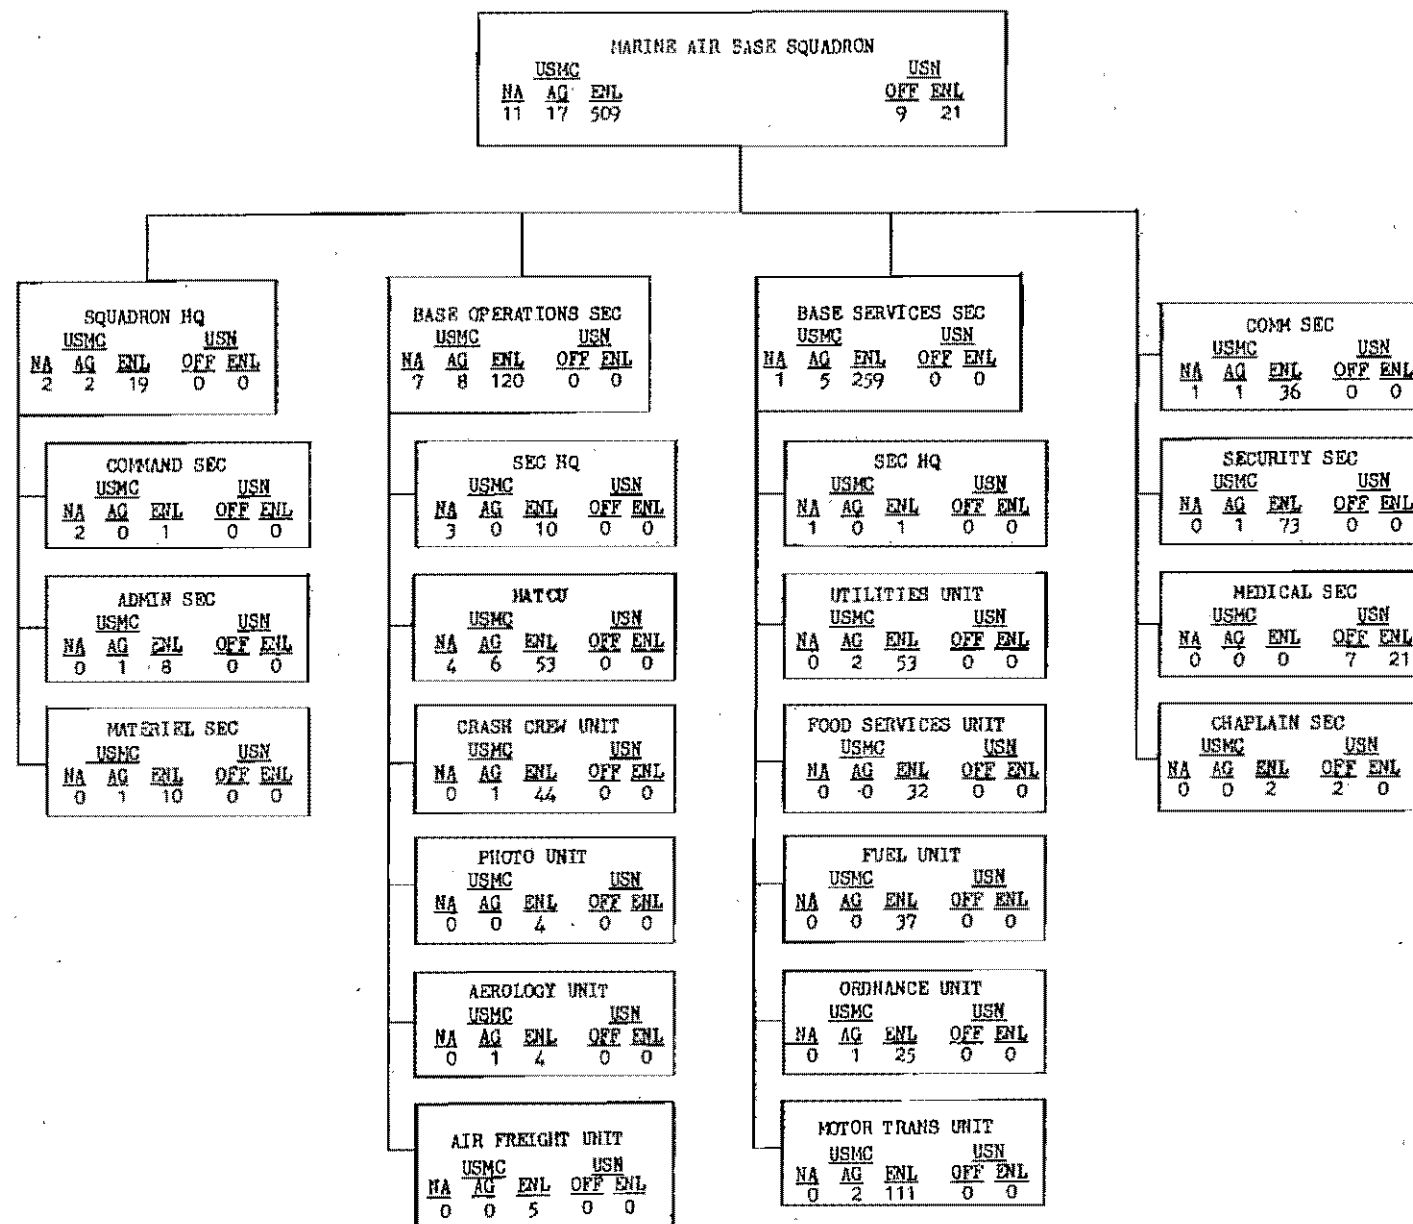 MARINE AIR BASE SQUADRON
USMC USN
NA AG ENL OFF ENL
11 17 509 9 21
SQUADRON HQ
USMC USN
NA AG ENL OFF ENL
2 2 19 0 0
COMMAND SEC
USMC USN
NA AG ENL OFF ENL
2 0 1 0 0
ADMIN SEC
USMC USN
NA AG ENL OFF ENL
0 1 8 0 0
MATERIEL SEC
USMC USN
NA AG ENL OFF ENL
0 1 10 0 0
BASE OPERATIONS SEC
USMC USN
NA AG ENL OFF ENL
7 8 120 0 0
SEC HQ
USMC USN
NA AG ENL OFF ENL
3 0 10 0 0
MATCU
USMC USN
NA AG ENL OFF ENL
4 6 53 0 0
CRASH CREW UNIT
USMC USN
NA AG ENL OFF ENL
0 1 44 0 0
PHOTO UNIT
USMC USN
NA AG ENL OFF ENL
0 0 4 0 0
AEROLOGY UNIT
USMC USN
NA AG ENL OFF ENL
0 1 4 0 0
AIR FREIGHT UNIT
USMC USN
NA AG ENL OFF ENL
0 0 5 0 0
BASE SERVICES SEC
USMC USN
NA AG ENL OFF ENL
1 5 259 0 0
SEC HQ
USMC USN
NA AG ENL OFF ENL
1 0 1 0 0
UTILITIES UNIT
USMC USN
NA AG ENL OFF ENL
0 2 53 0 0
FOOD SERVICES UNIT
USMC USN
NA AG ENL OFF ENL
0 0 32 0 0
FUEL UNIT
USMC USN
NA AG ENL OFF ENL
0 0 37 0 0
ORDNANCE UNIT
USMC USN
NA AG ENL OFF ENL
0 1 25 0 0
MOTOR TRANS UNIT
USMC USN
NA AG ENL OFF ENL
0 2 111 0 0
COMM SEC
USMC USN
NA AG ENL OFF ENL
1 1 36 0 0
SECURITY SEC
USMC USN
NA AG ENL OFF ENL
0 1 73 0 0
MEDICAL SEC
USMC USN
NA AG ENL OFF ENL
0 0 0 7 21
CHAPLAIN SEC
USMC USN
NA AG ENL OFF ENL
0 0 2 2 0